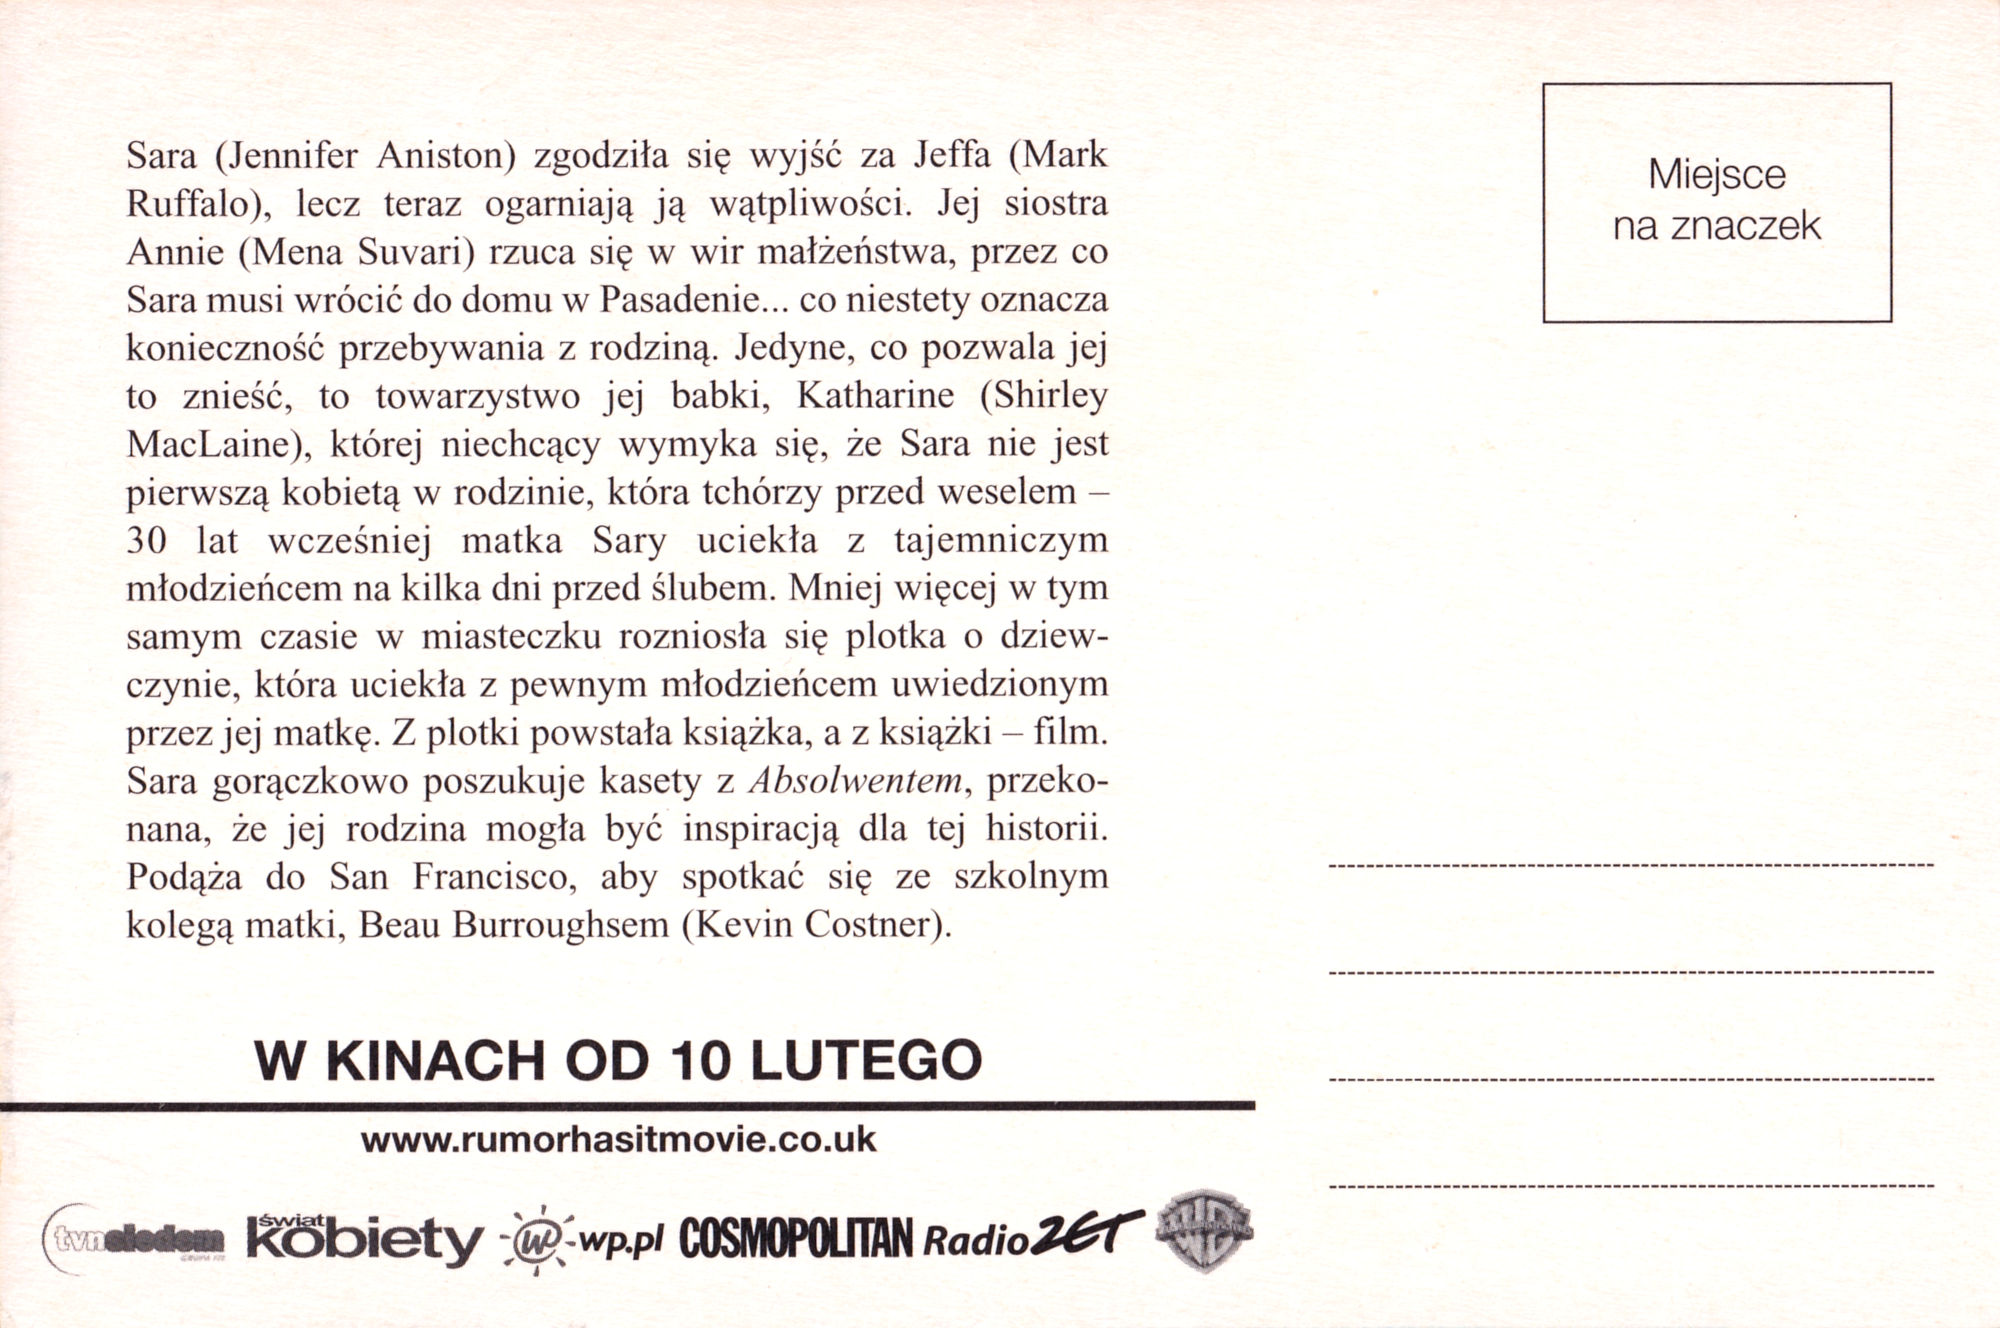 Sara (Jennifer Aniston) zgodziła się wyjść za Jeffa (Mark
Ruffalo), lecz teraz ogarniają ją wątpliwości. Jej siostra
Annie (Mena Suvari) rzuca się w wir małżeństwa, przez co
Sara musi wrócić do domu w Pasadenie... co niestety oznacza
konieczność przebywania z rodziną. Jedyne, co pozwala jej
to znieść, to towarzystwo jej babki, Katharine (Shirley
MacLaine), której niechcący wymyka się, że Sara nie jest
pierwszą kobietą w rodzinie, która tchórzy przed weselem –
30 lat wcześniej matka Sary uciekła z tajemniczym
młodzieńcem na kilka dni przed ślubem. Mniej więcej w tym
samym czasie w miasteczku rozniosła się plotka o dziew-
czynie, która uciekła z pewnym młodzieńcem uwiedzionym
przez jej matkę. Z plotki powstała książka, a z książki – film.
Sara gorączkowo poszukuje kasety z Absolwentem, przeko-
nana, że jej rodzina mogła być inspiracją dla tej historii.
Podąża do San Francisco, aby spotkać się ze szkolnym
kolegą matki, Beau Burroughsem (Kevin Costner).
W KINACH OD 10 LUTEGO
www.rumorhasitmovie.co.uk
świat kobiety wp.pl COSMOPOLITAN Radio ZET
Miejsce
na znaczek